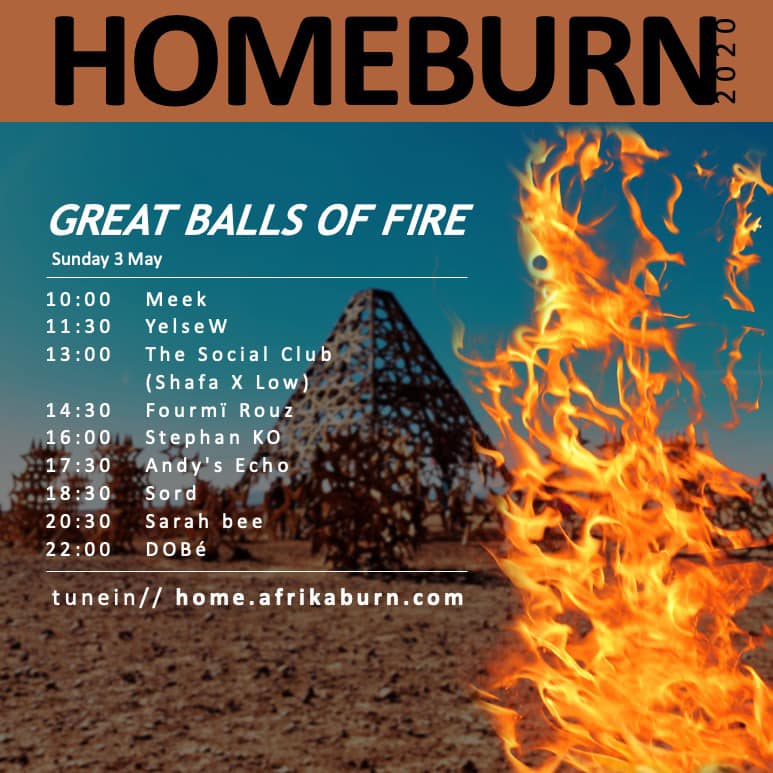 HOMEBURN 2020
GREAT BALLS OF FIRE
Sunday 3 May
10:00 Meek
11:30 YelseW
13:00 The Social Club
(Shafa X Low)
14:30 Fourmï Rouz
16:00 Stephan KO
17:30 Andy's Echo
18:30 Sord
20:30 Sarah bee
22:00 DOBé
tunein// home.afrikaburn.com